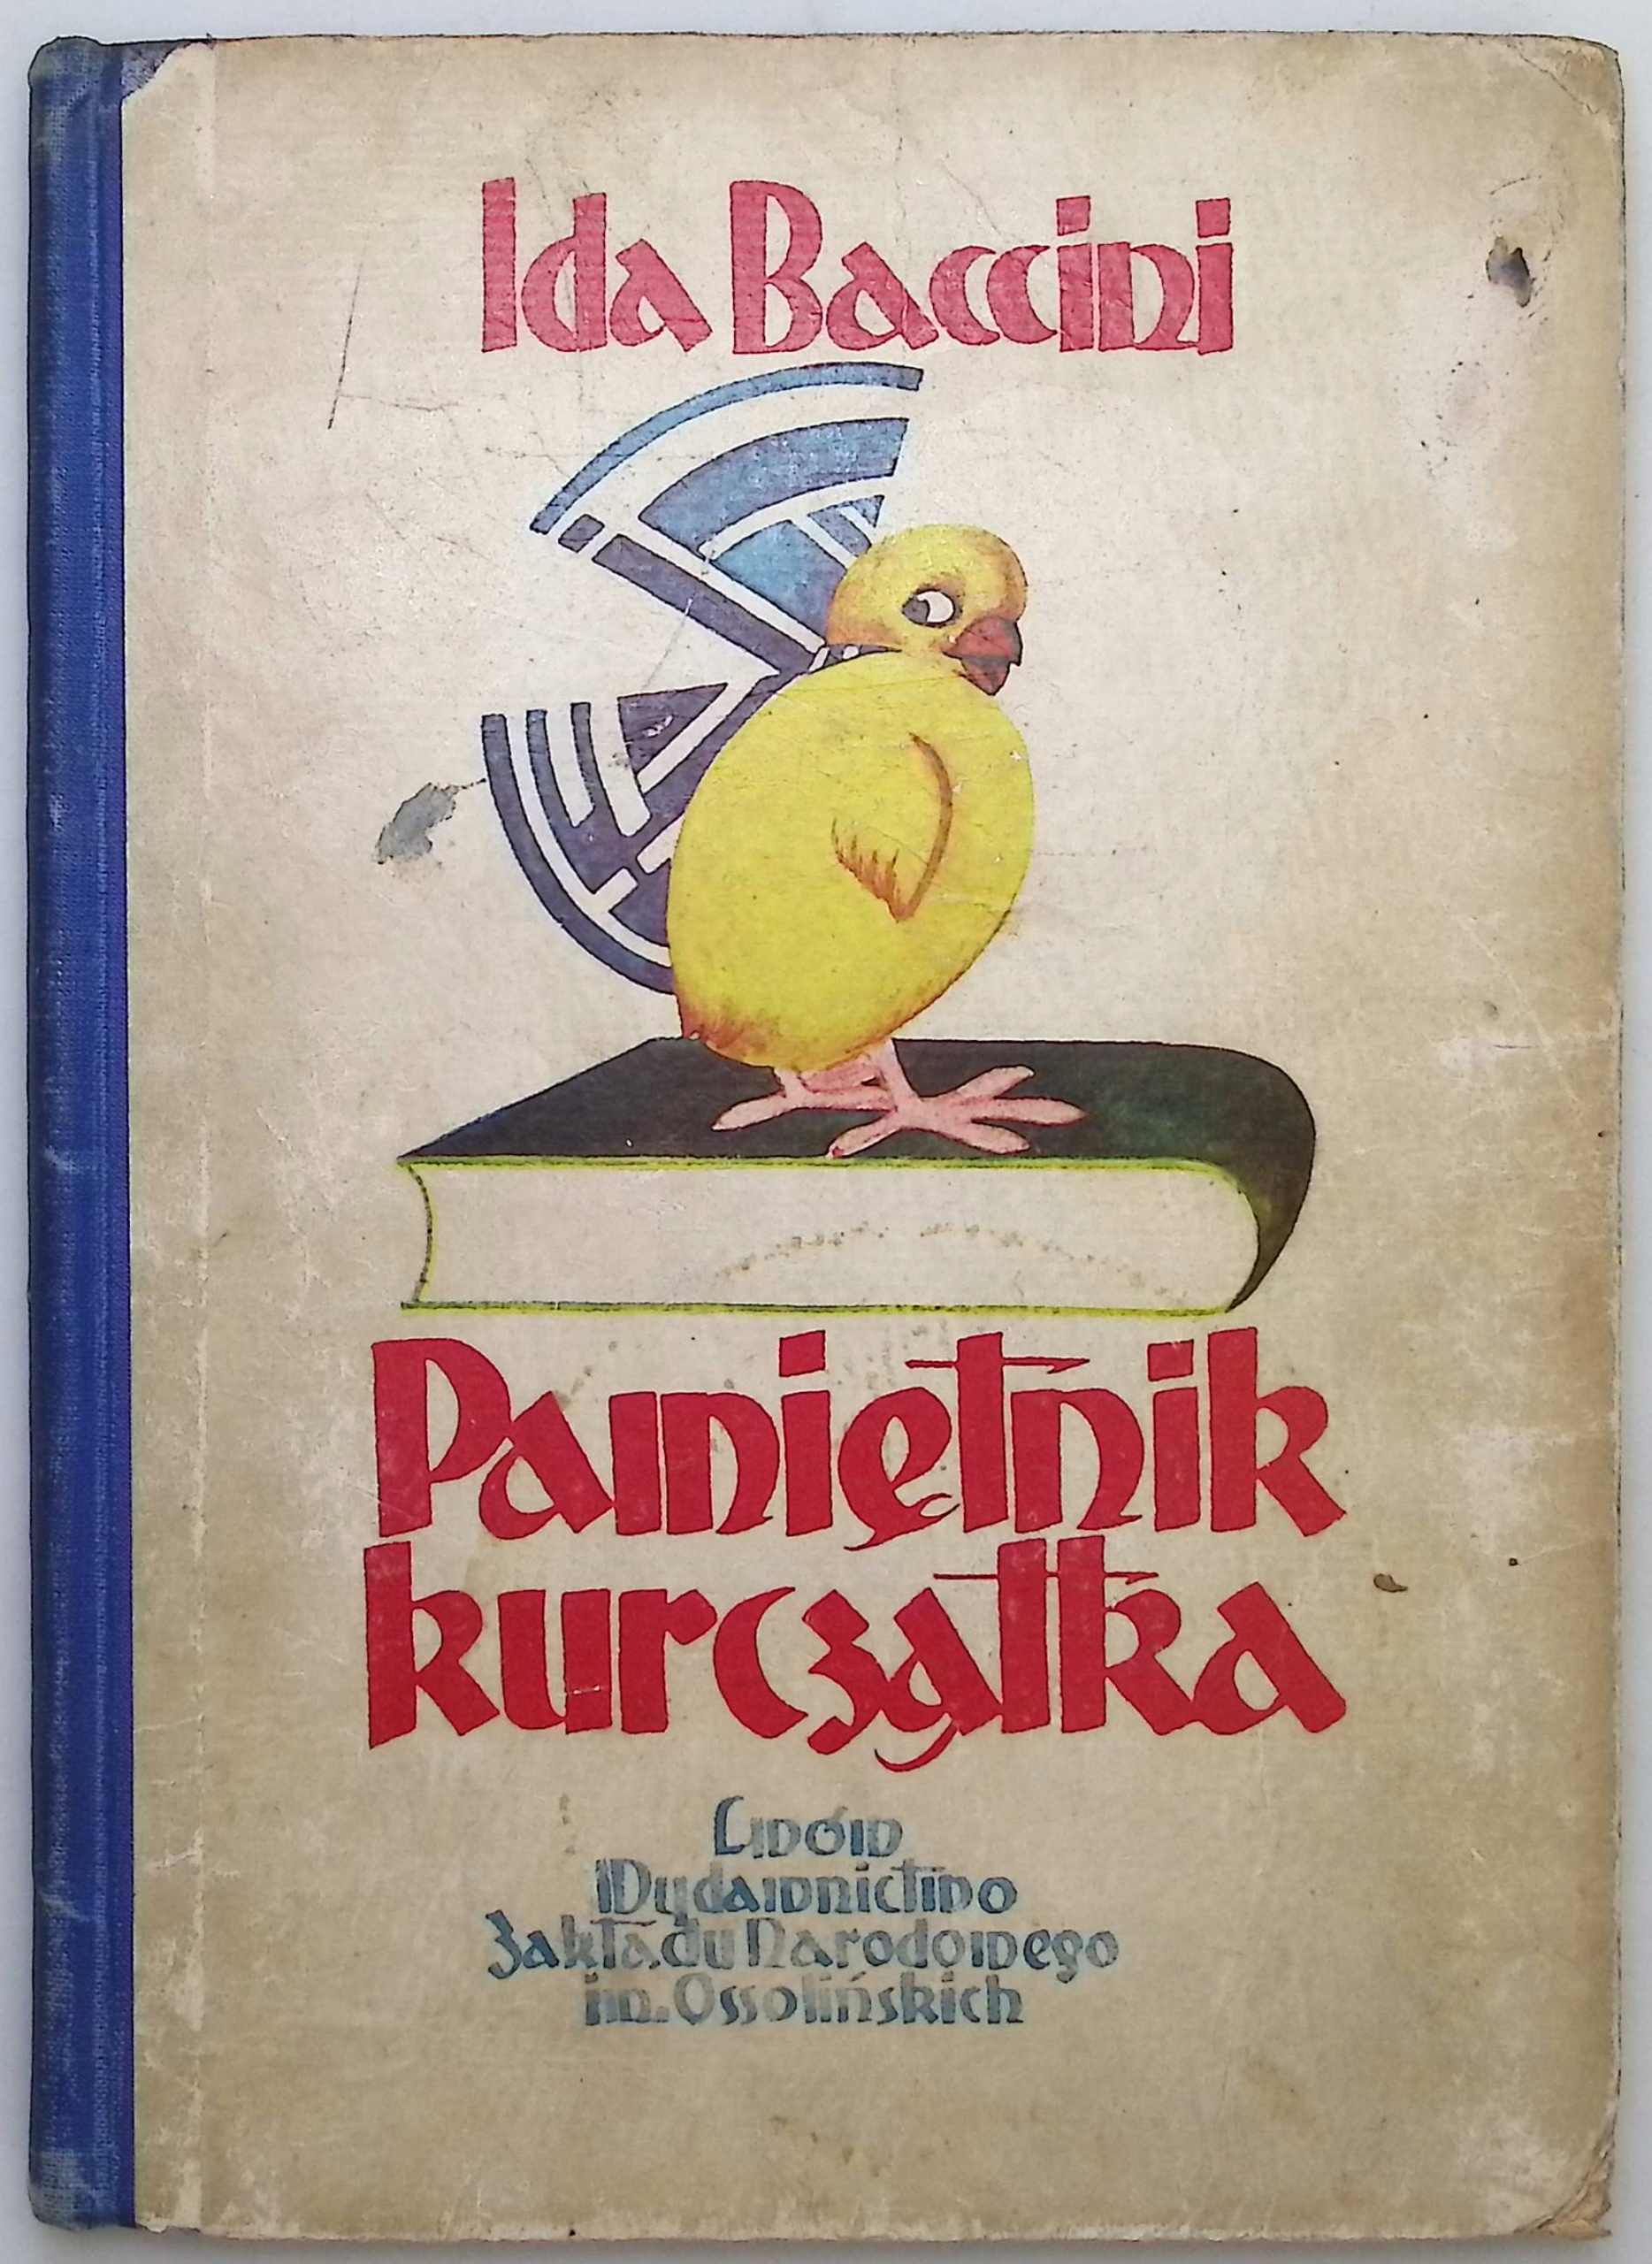 Ida Baccini
Pamiętnik
kurczątka
Lwów
Wydawnictwo
Zakładu Narodowego
im. Ossolińskich